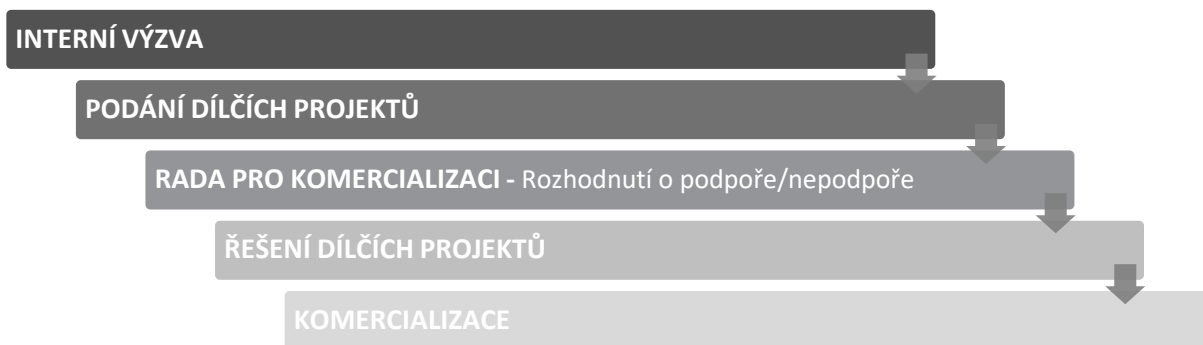 INTERNÍ VÝZVA
PODÁNÍ DÍLČÍCH PROJEKTŮ
RADA PRO KOMERCIALIZACI - Rozhodnutí o podpoře/nepodpoře
ŘEŠENÍ DÍLČÍCH PROJEKTŮ
KOMERCIALIZACE